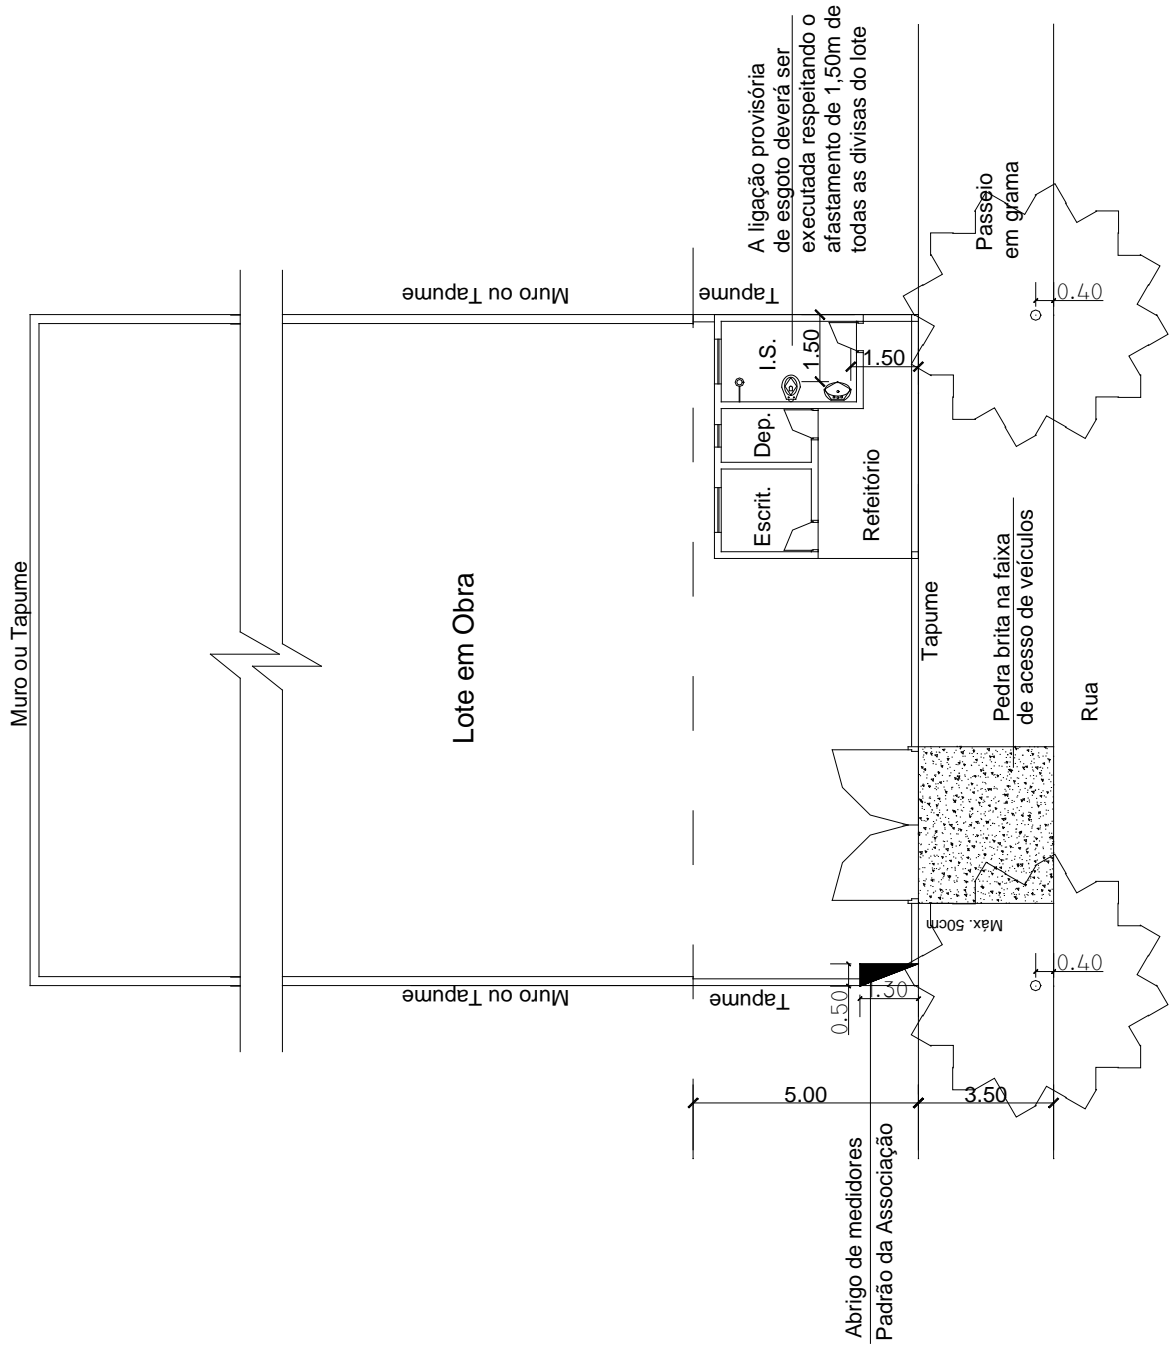 Muro ou Tapume
Muro ou Tapume
Muro ou Tapume
Lote em Obra
Tapume
Tapume
A ligação provisória
de esgoto deverá ser
executada respeitando o
afastamento de 1,50m de
todas as divisas do lote
I.S.
1.50
1.50
Dep.
Escrit.
Refeitório
Tapume
Passeio
em grama
0.40
Pedra brita na faixa
de acesso de veículos
Rua
Máx. 50cm
0.40
0.50
1.30
5.00
3.50
Abrigo de medidores
Padrão da Associação